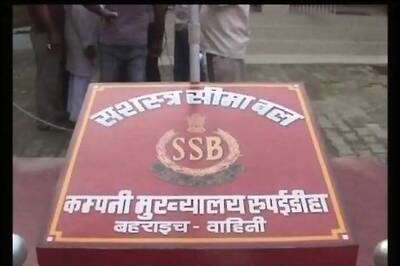 सशस्त्र सीमा बल
SSB
कम्पनी मुख्यालय रुपईडीहा
बहराइच - वाहिनी